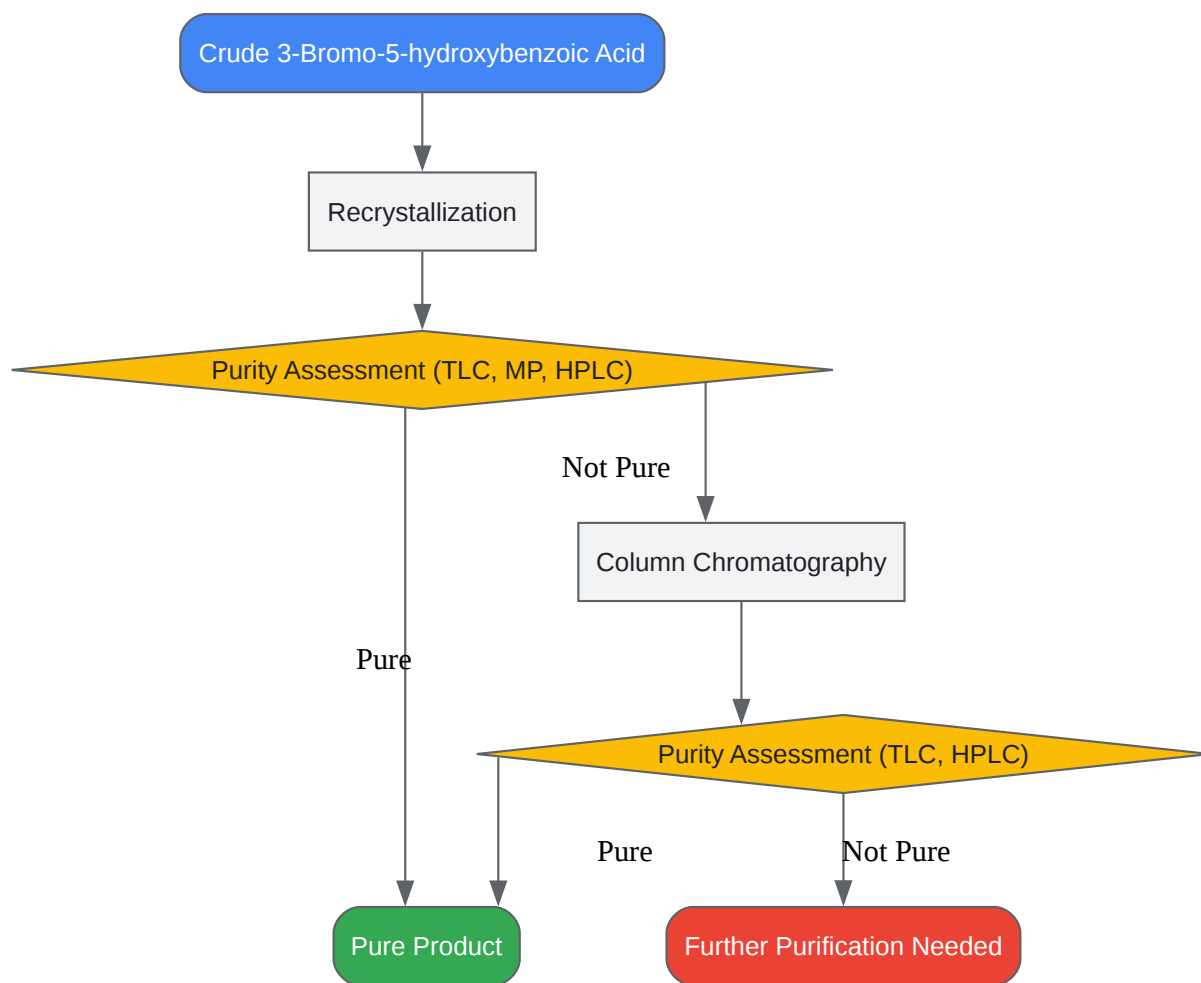 Crude 3-Bromo-5-hydroxybenzoic Acid
Recrystallization
Purity Assessment (TLC, MP, HPLC)
Not Pure
Column Chromatography
Pure
Purity Assessment (TLC, HPLC)
Pure
Not Pure
Pure Product
Further Purification Needed